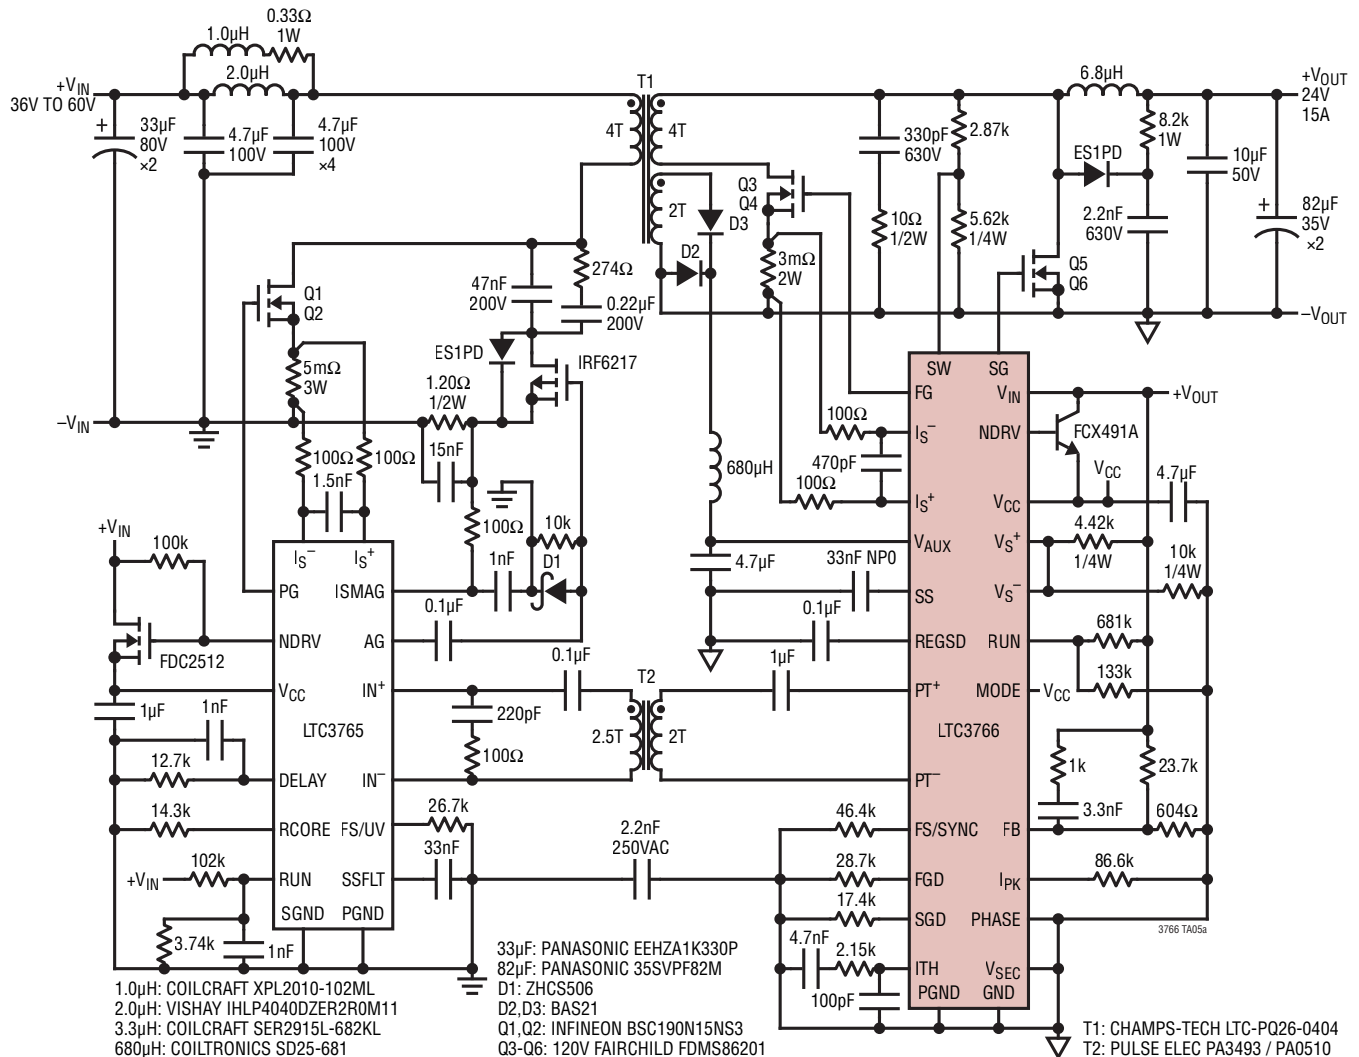 0.33Ω
1W
1.0µH
2.0µH
+VIN
36V TO 60V
33µF
80V
×2
4.7µF
100V
4.7µF
100V
×4
T1
4T
4T
2T
330pF
630V
2.87k
6.8µH
+VOUT
24V
15A
8.2k
1W
ES1PD
10µF
50V
82µF
35V
×2
2.2nF
630V
Q3
Q4
D3
D2
10Ω
1/2W
5.62k
1/4W
3mΩ
2W
Q5
Q6
–VOUT
Q1
Q2
47nF
200V
274Ω
0.22µF
200V
ES1PD
IRF6217
5mΩ
3W
1.20Ω
1/2W
–VIN
100Ω
100Ω
1.5nF
15nF
100Ω
10k
D1
1nF
680µH
100Ω
470pF
100Ω
SW
SG
FG
VIN
+VOUT
IS–
NDRV
FCX491A
VCC
4.7µF
IS+
VCC
VAUX
VS+
4.42k
1/4W
10k
1/4W
4.7µF
33nF NP0
SS
VS–
0.1µF
REGSD
RUN
681k
133k
+VIN
100k
IS–
IS+
PG
ISMAG
0.1µF
NDRV
AG
FDC2512
0.1µF
T2
1µF
PT+
MODE
VCC
VCC
IN+
220pF
1µF
1nF
LTC3765
2.5T
2T
LTC3766
100Ω
12.7k
DELAY
IN–
PT–
1k
23.7k
3.3nF
14.3k
RCORE
FS/UV
26.7k
46.4k
FS/SYNC
FB
604Ω
33nF
2.2nF
250VAC
102k
+VIN
RUN
SSFLT
28.7k
FGD
IPK
86.6k
SGND
PGND
17.4k
SGD
PHASE
3766 TA05a
3.74k
1nF
4.7nF
2.15k
ITH
VSEC
100pF
PGND
GND
1.0µH: COILCRAFT XPL2010-102ML
2.0µH: VISHAY IHLP4040DZER2R0M11
3.3µH: COILCRAFT SER2915L-682KL
680µH: COILTRONICS SD25-681
33µF: PANASONIC EEHZA1K330P
82µF: PANASONIC 35SVPF82M
D1: ZHCS506
D2,D3: BAS21
Q1,Q2: INFINEON BSC190N15NS3
Q3-Q6: 120V FAIRCHILD FDMS86201
T1: CHAMPS-TECH LTC-PQ26-0404
T2: PULSE ELEC PA3493 / PA0510